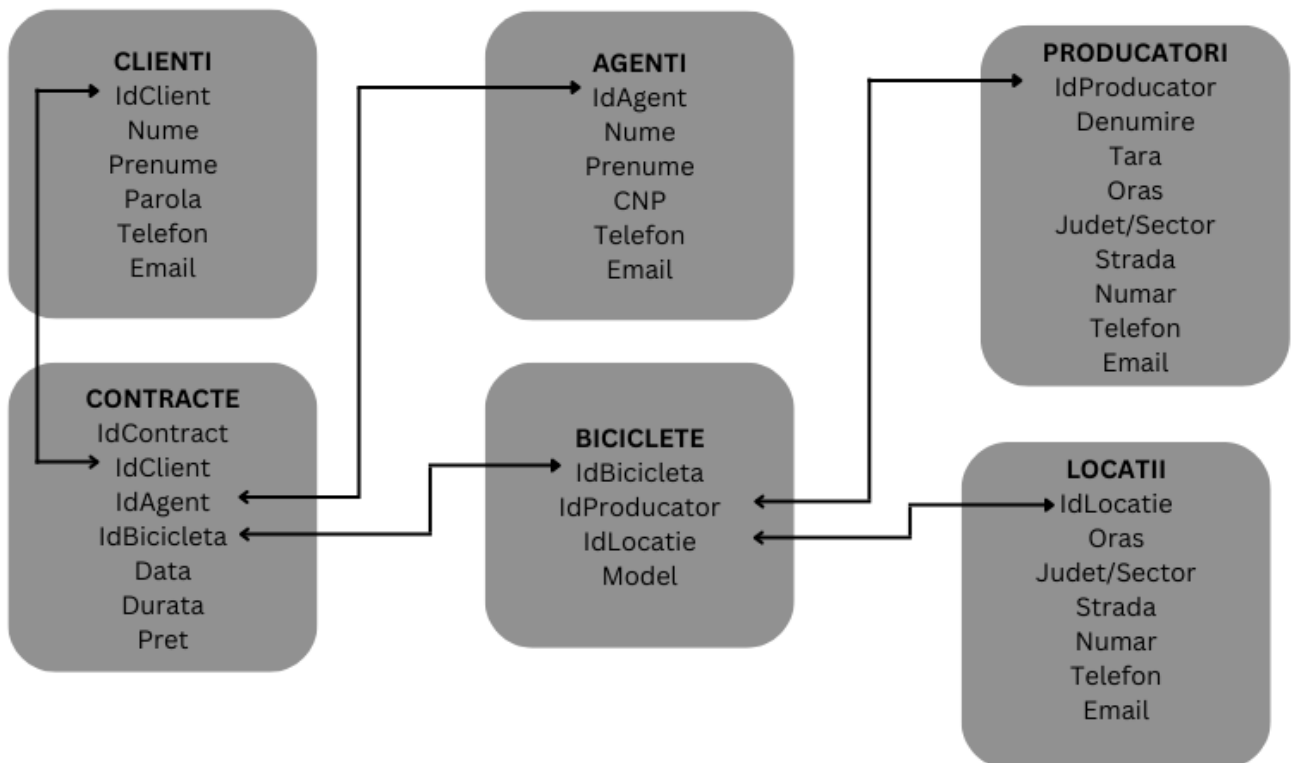 CLIENTI
IdClient
Nume
Prenume
Parola
Telefon
Email
AGENTI
IdAgent
Nume
Prenume
CNP
Telefon
Email
PRODUCATORI
IdProducator
Denumire
Tara
Oras
Judet/Sector
Strada
Numar
Telefon
Email
CONTRACTE
IdContract
IdClient
IdAgent
IdBicicleta
Data
Durata
Pret
BICICLETE
IdBicicleta
IdProducator
IdLocatie
Model
LOCATII
IdLocatie
Oras
Judet/Sector
Strada
Numar
Telefon
Email